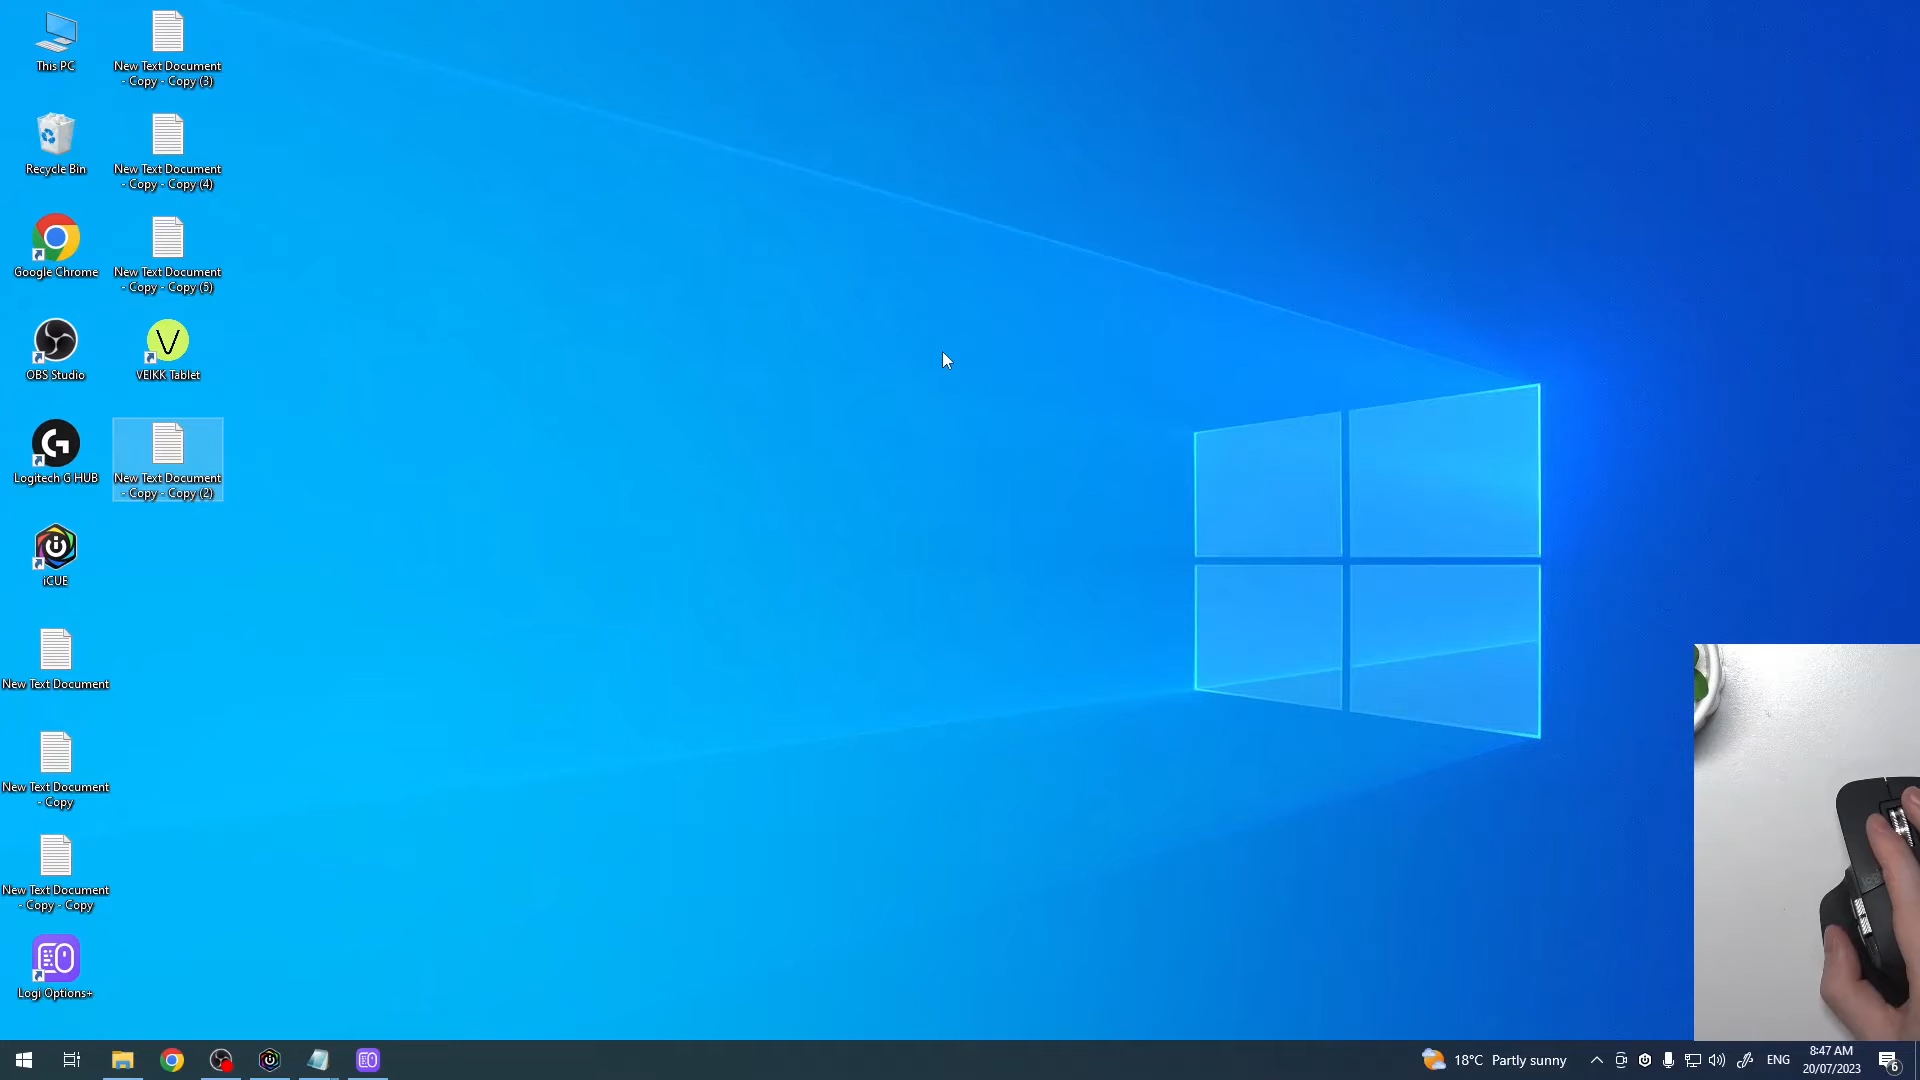 This PC
New Text Document
- Copy - Copy (3)
Recycle Bin
New Text Document
- Copy - Copy (4)
Google Chrome
New Text Document
- Copy - Copy (5)
OBS Studio
VEIKK Tablet
Logitech G HUB
New Text Document
- Copy - Copy (2)
iCUE
New Text Document
New Text Document
- Copy
New Text Document
- Copy - Copy
Logi Options+
18°C Partly sunny
ENG
8:47 AM
20/07/2023
6